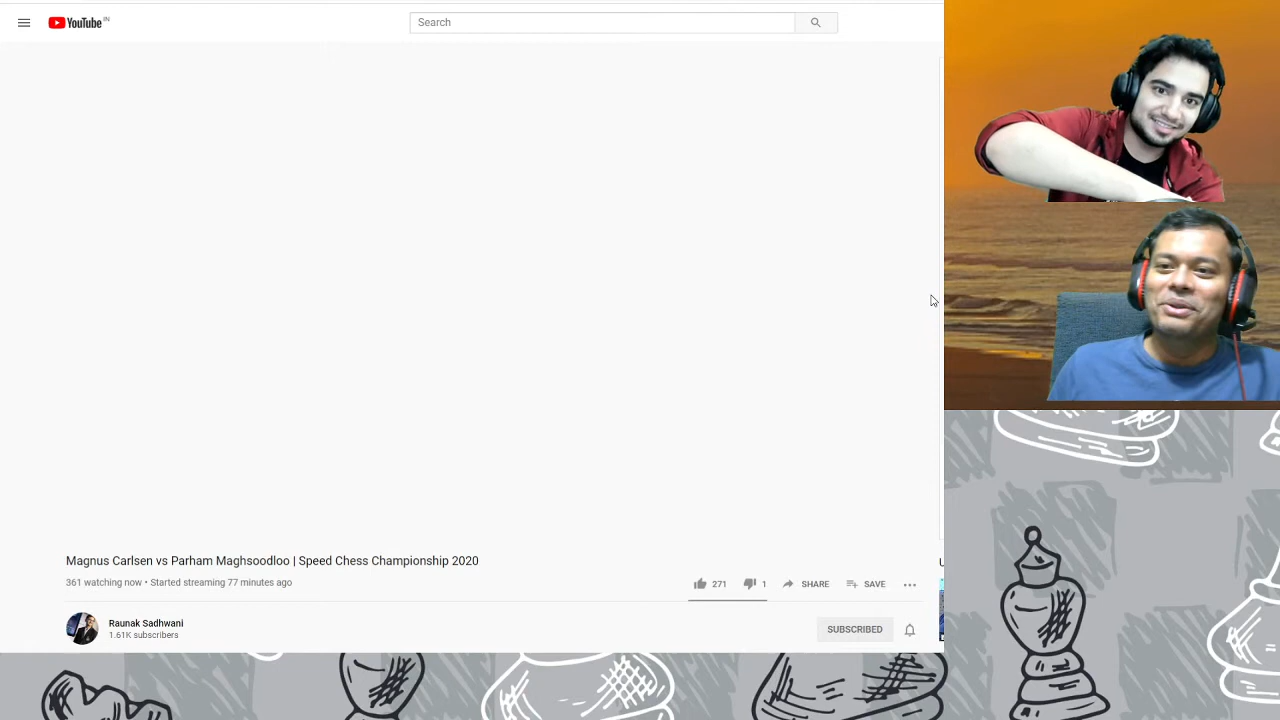 YouTube IN
Search
Magnus Carlsen vs Parham Maghsoodloo | Speed Chess Championship 2020
361 watching now • Started streaming 77 minutes ago
271
1
SHARE
SAVE
Raunak Sadhwani
1.61K subscribers
SUBSCRIBED